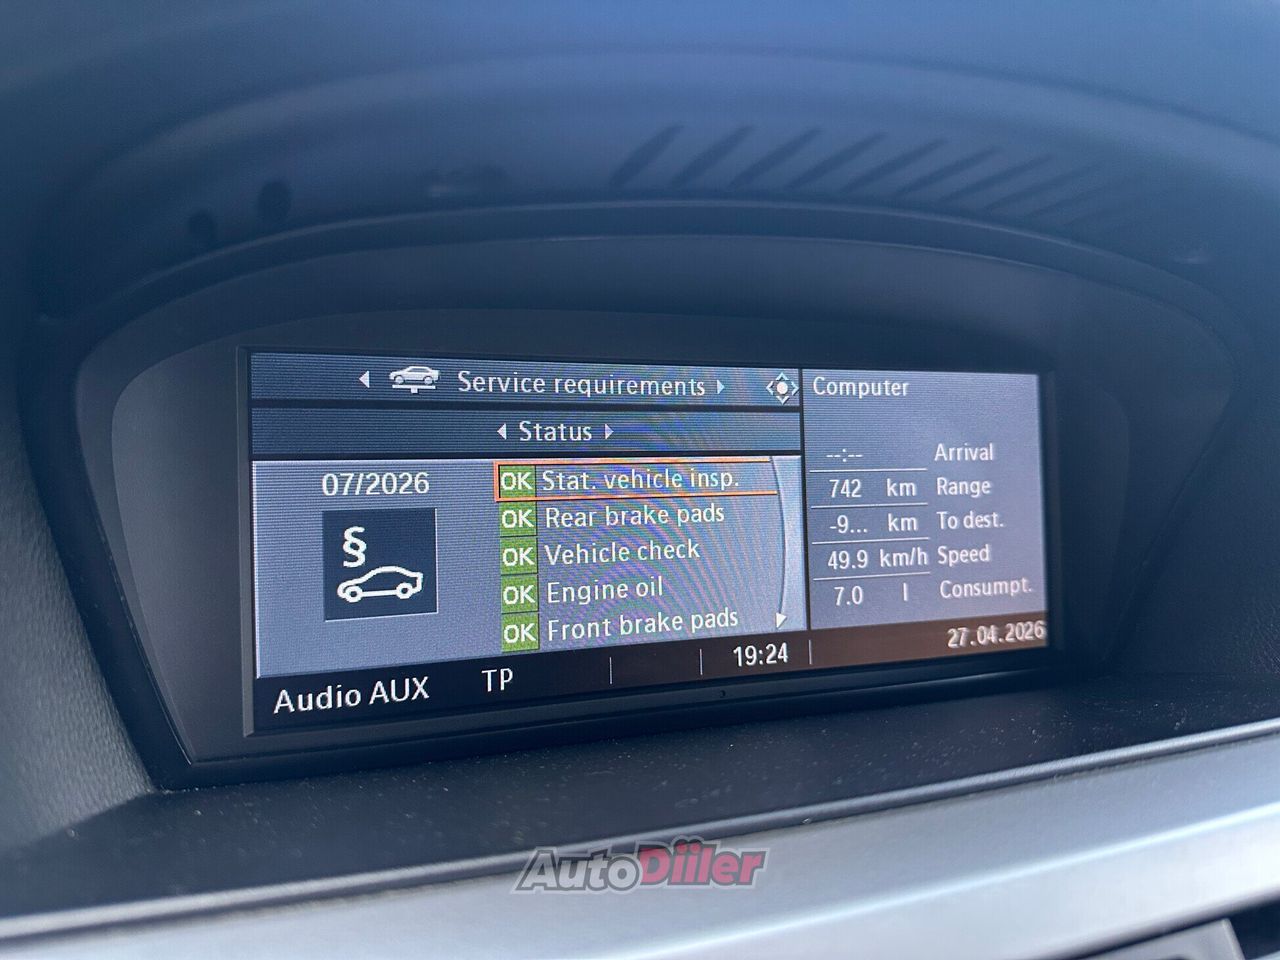 Service requirements
Computer
Status
07/2026
§
OK Stat. vehicle insp.
OK Rear brake pads
OK Vehicle check
OK Engine oil
OK Front brake pads
--:-- Arrival
742 km Range
-9... km To dest.
49.9 km/h Speed
7.0 l Consumpt.
Audio AUX TP 19:24 27.04.2026
AutoDiiler